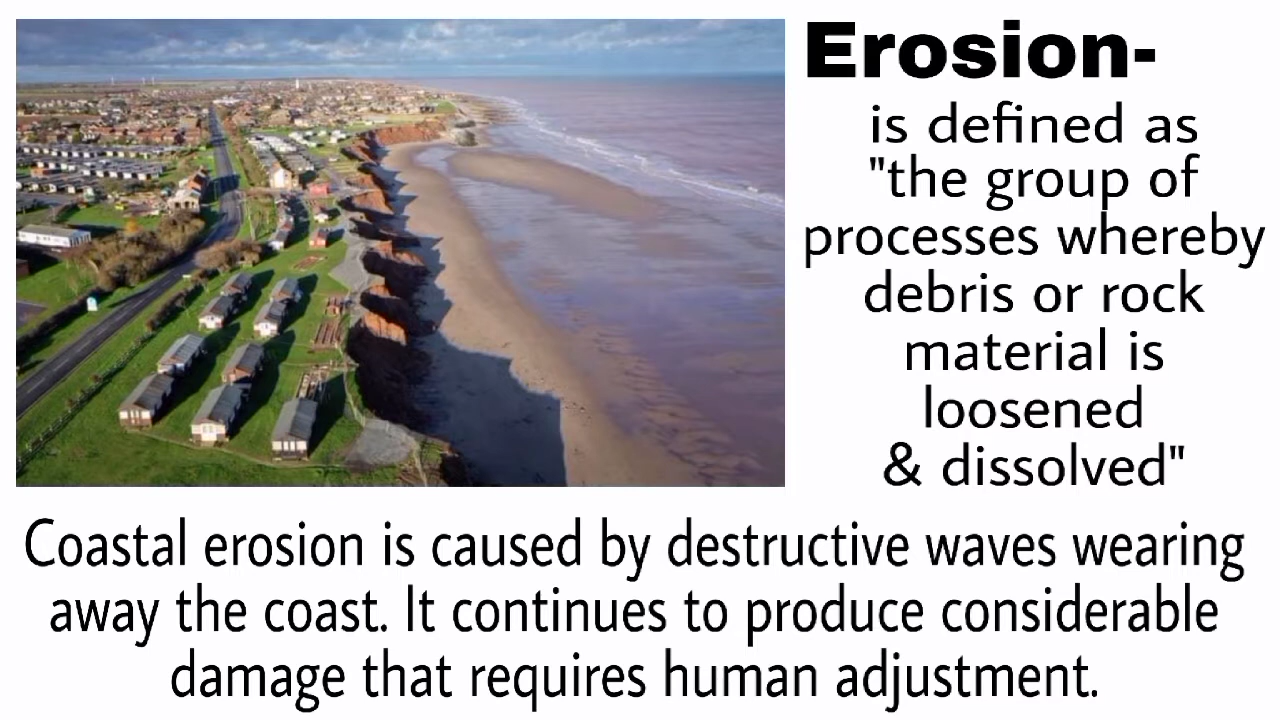 Erosion-
is defined as
"the group of
processes whereby
debris or rock
material is
loosened
& dissolved"
Coastal erosion is caused by destructive waves wearing
away the coast. It continues to produce considerable
damage that requires human adjustment.